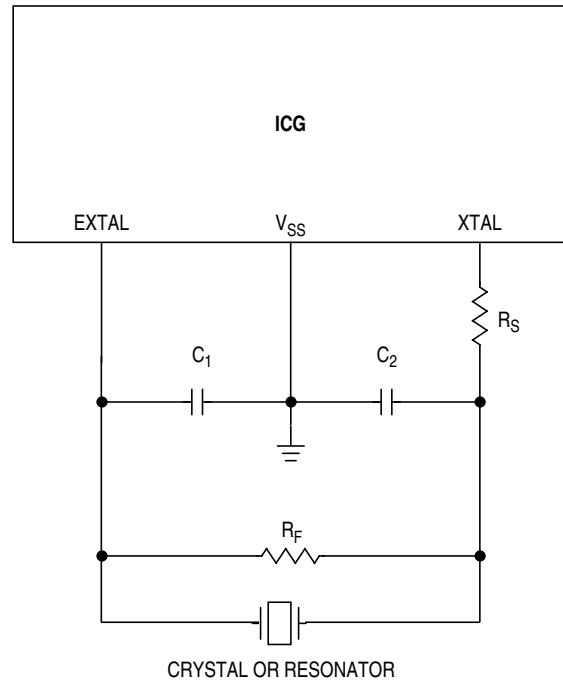 ICG
EXTAL
VSS
XTAL
RS
C1
C2
RF
CRYSTAL OR RESONATOR